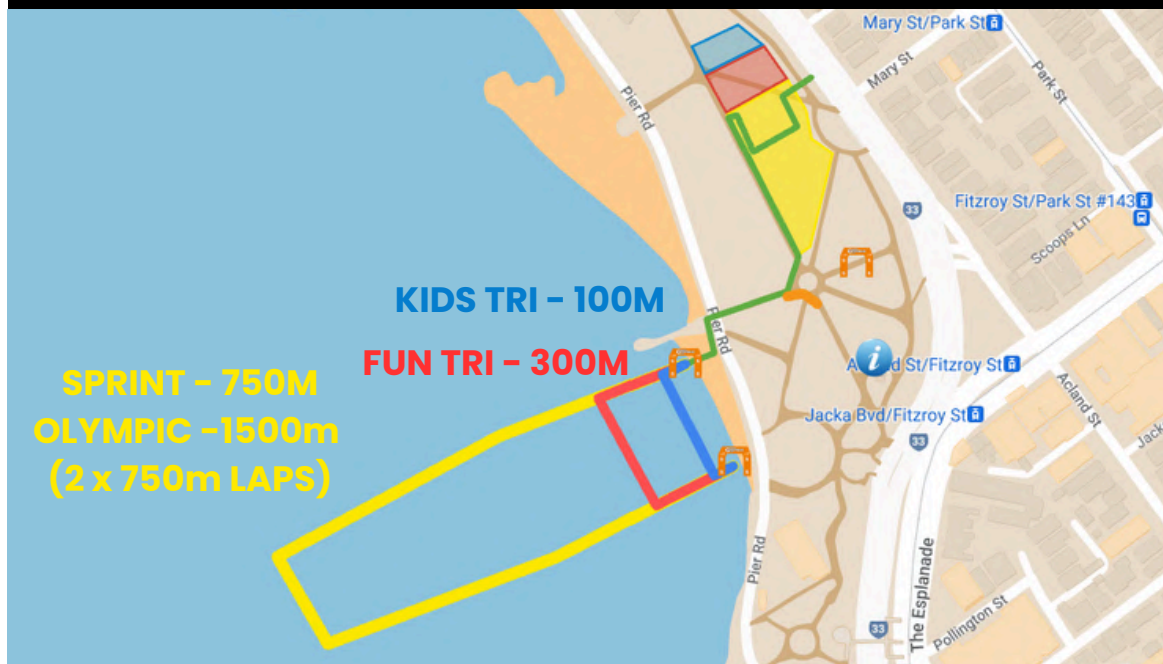 Mary St/Park St
Mary St
Park St
Pier Rd
Fitzroy St/Park St #143
33
Scoops Ln
KIDS TRI - 100M
Pier Rd
FUN TRI - 300M
i
d St/Fitzroy St
SPRINT - 750M
OLYMPIC -1500m
(2 x 750m LAPS)
Acland St
Jacka Bvd/Fitzroy St
33
Jack
Pier Rd
The Esplanade
Pollington St
33